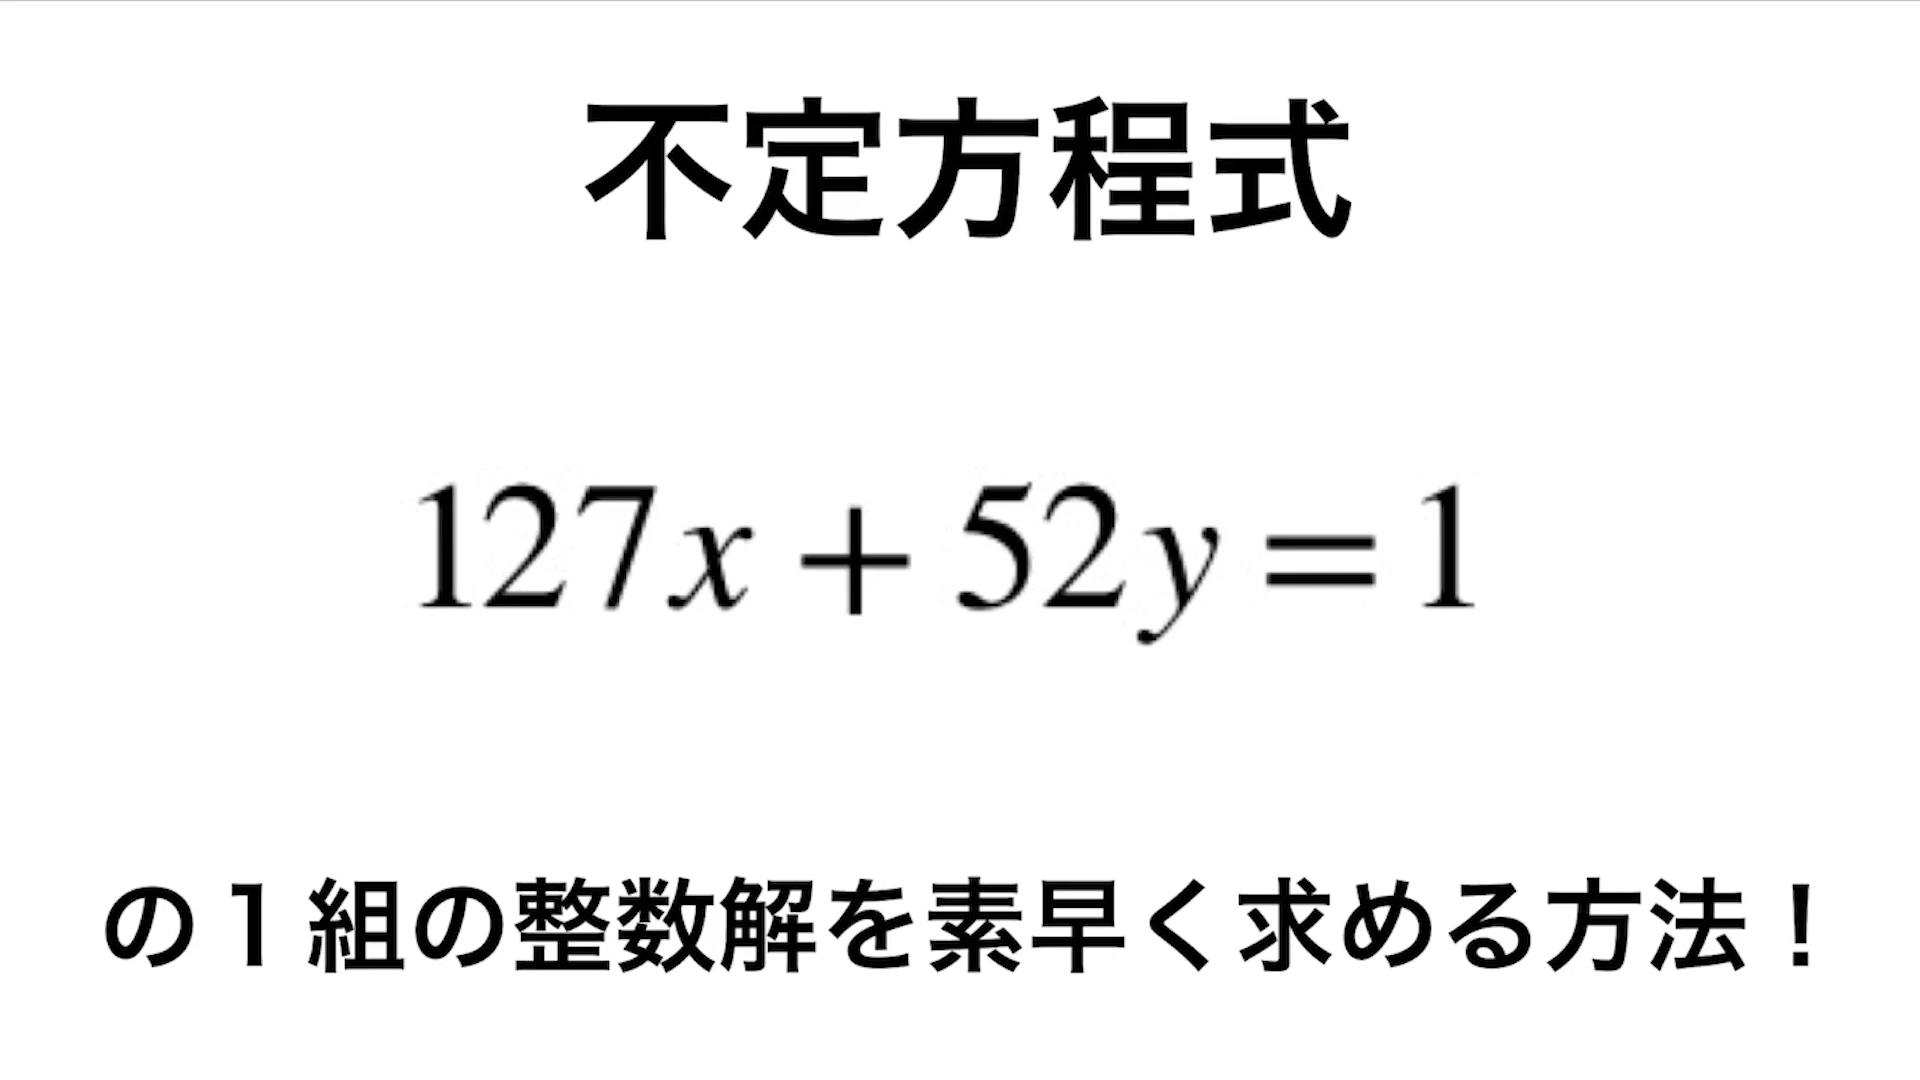 不定方程式
127x + 52y = 1
の１組の整数解を素早く求める方法！